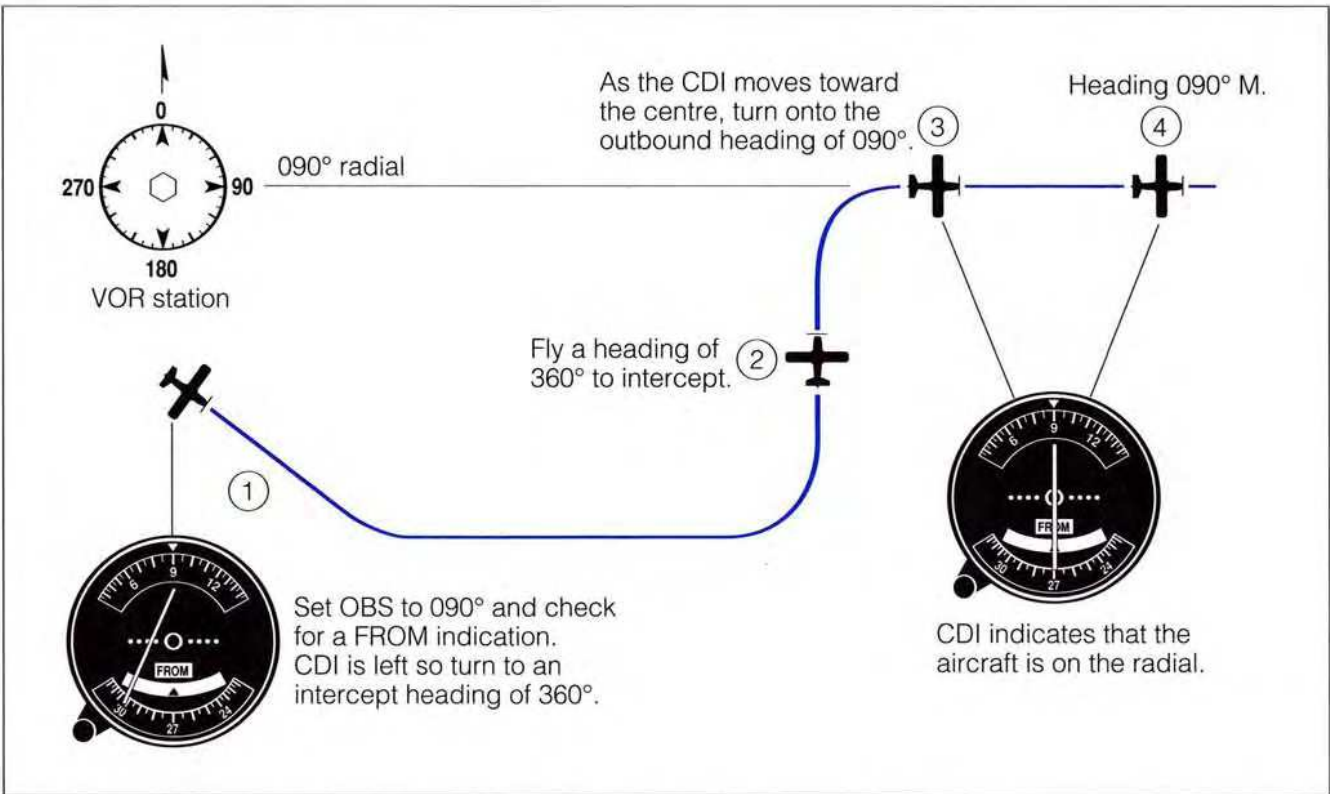 0
270
90
180
VOR station
090° radial
As the CDI moves toward
the centre, turn onto the
outbound heading of 090°.
3
Heading 090° M.
4
Fly a heading of
360° to intercept.
2
1
6 9 12
FROM
30 27 24
Set OBS to 090° and check
for a FROM indication.
CDI is left so turn to an
intercept heading of 360°.
6 9 12
FROM
30 27 24
CDI indicates that the
aircraft is on the radial.